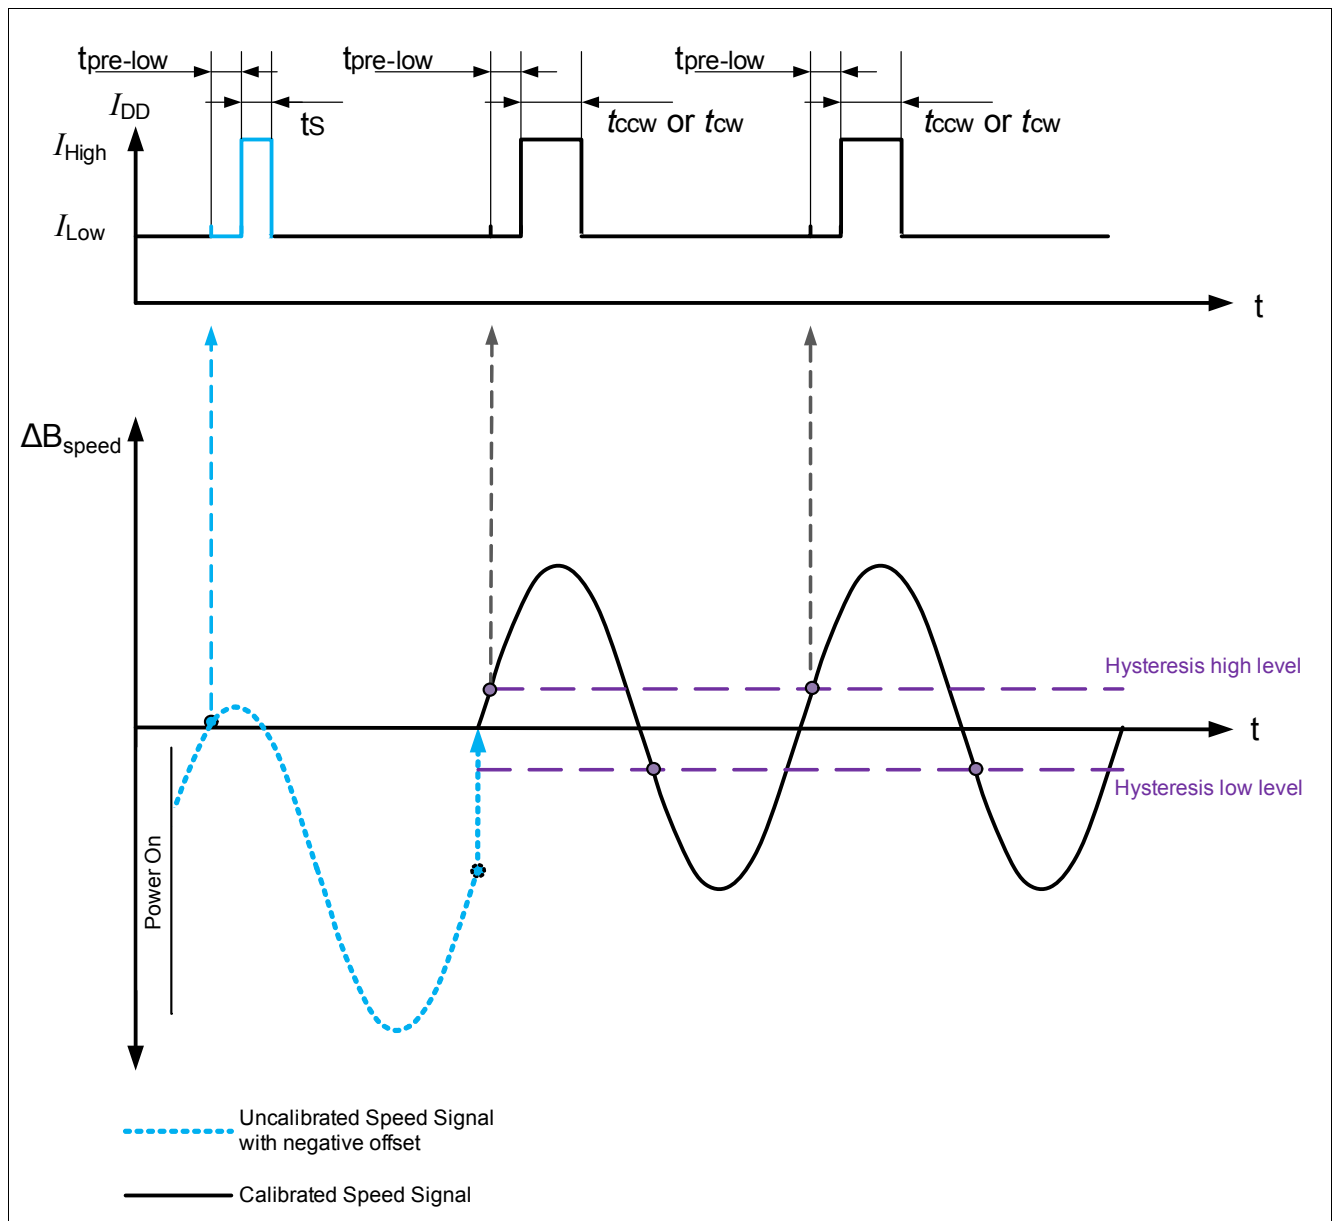 tpre-low tpre-low tpre-low
IDD
tS tccw or tcw tccw or tcw
IHigh
ILow
t
ΔBspeed
Hysteresis high level
t
Hysteresis low level
Power On
Uncalibrated Speed Signal
with negative offset
Calibrated Speed Signal